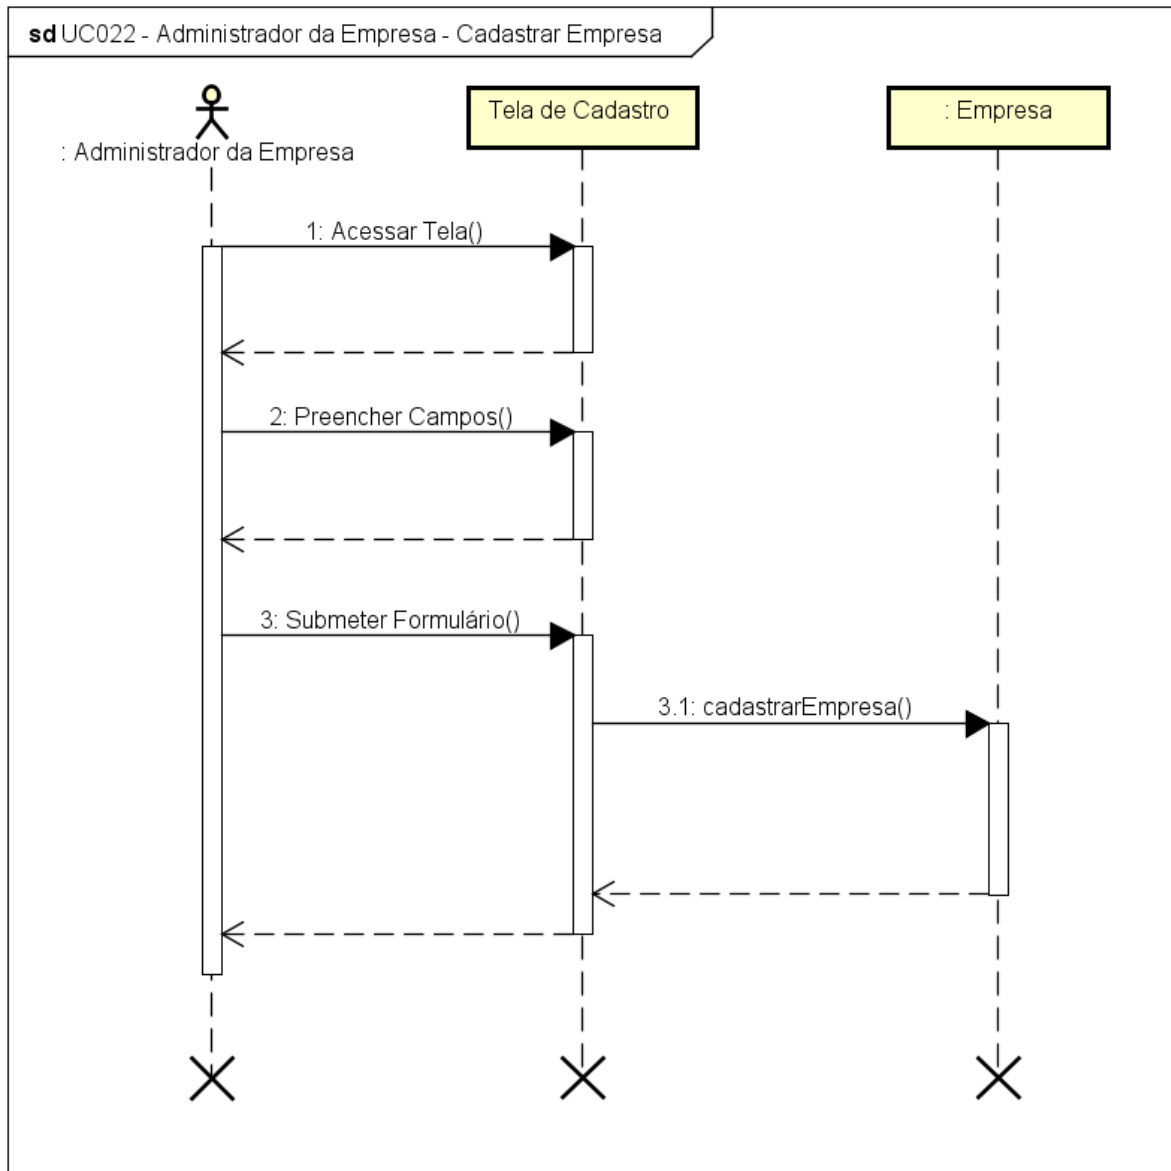 sd UC022 - Administrador da Empresa - Cadastrar Empresa
: Administrador da Empresa
Tela de Cadastro
: Empresa
1: Acessar Tela()
2: Preencher Campos()
3: Submeter Formulário()
3.1: cadastrarEmpresa()